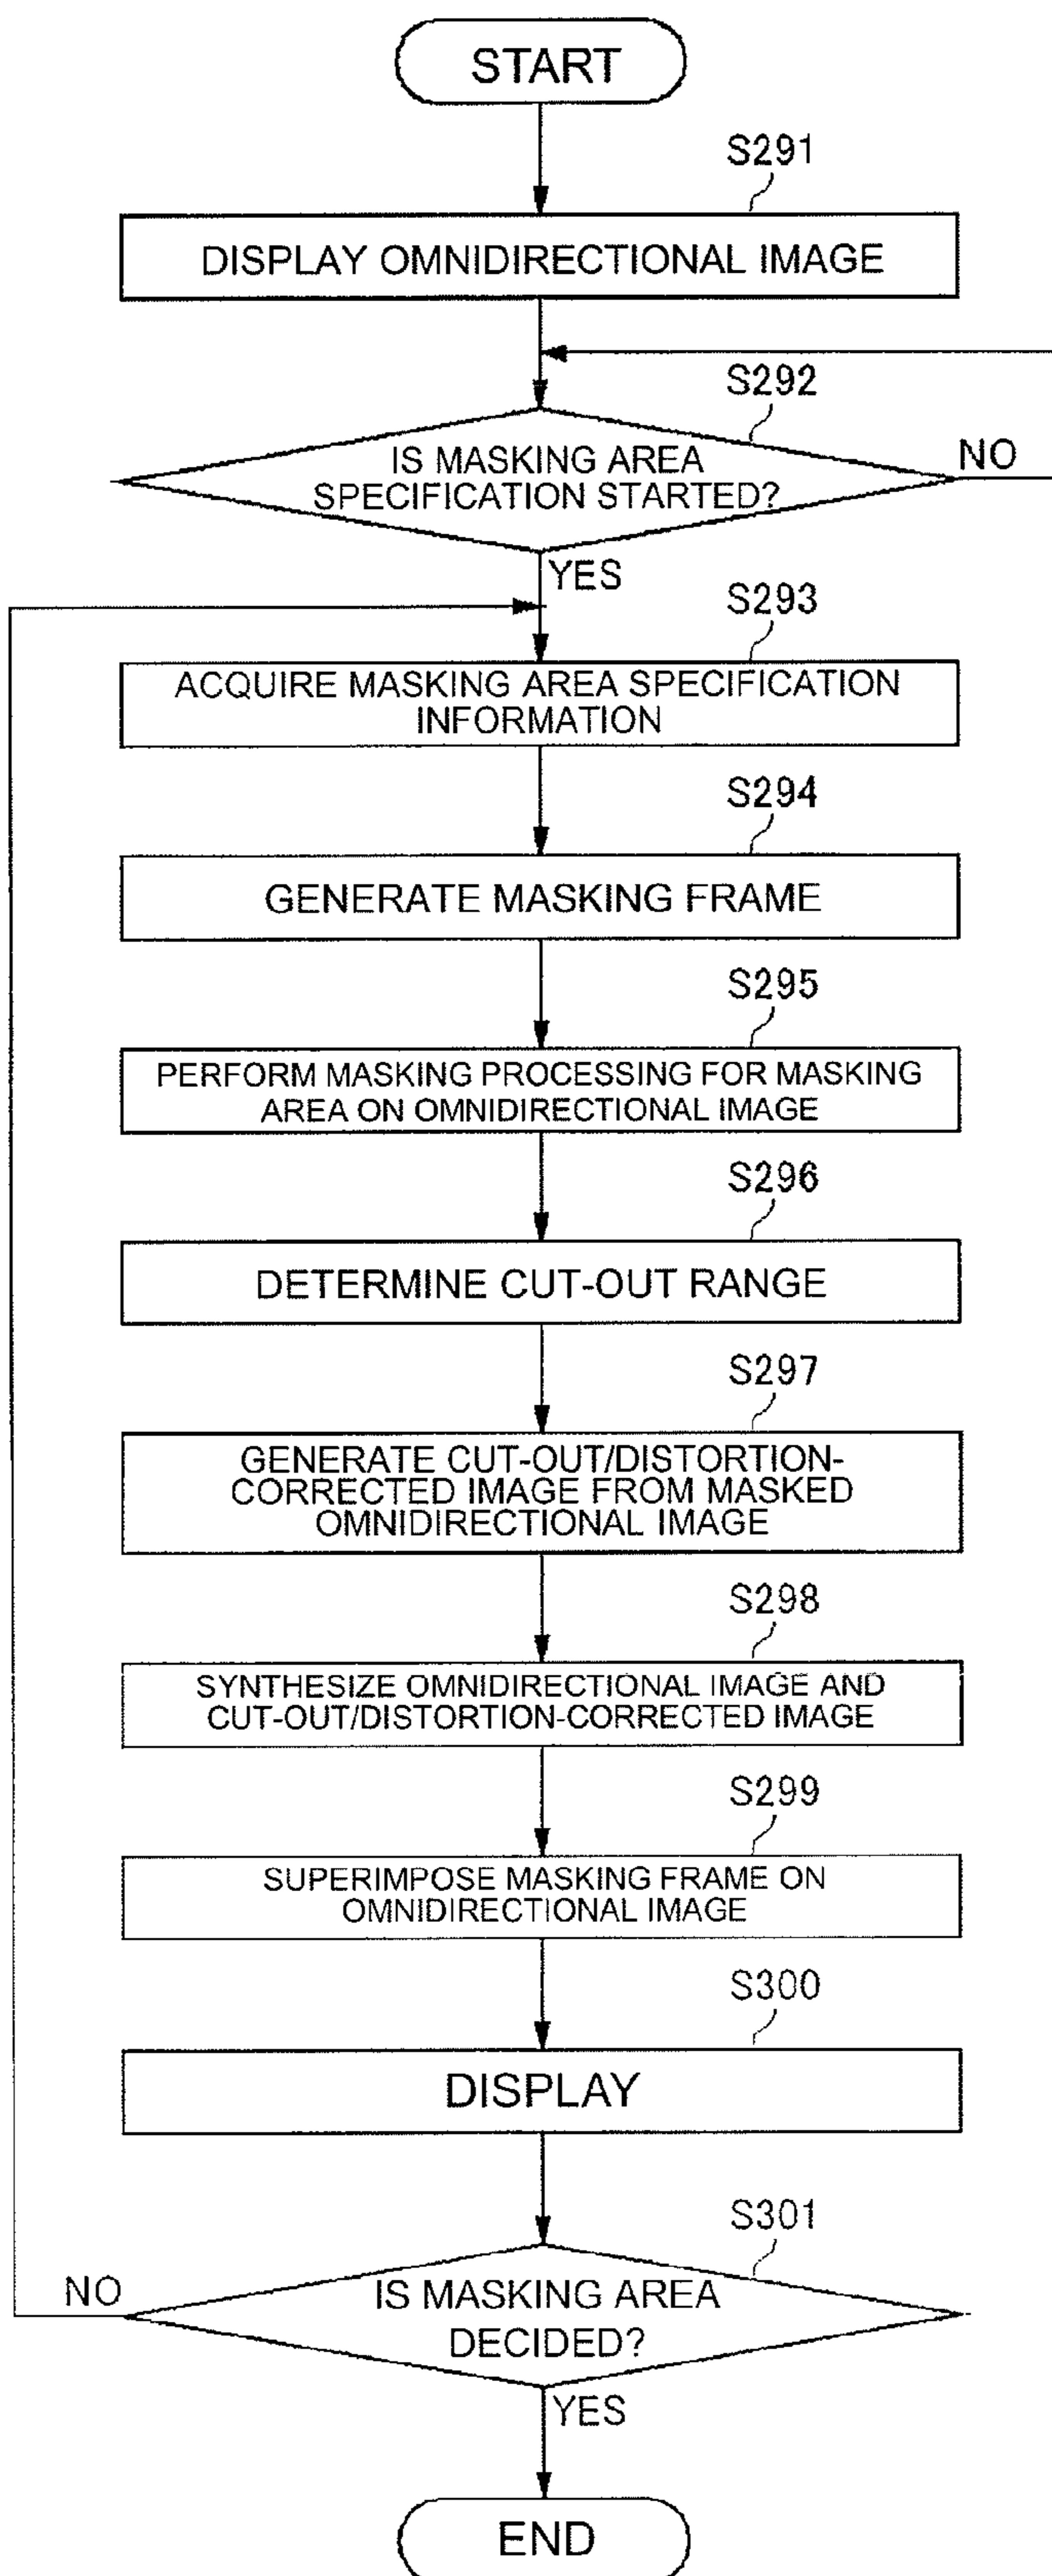 START
S291
DISPLAY OMNIDIRECTIONAL IMAGE
S292
IS MASKING AREA
SPECIFICATION STARTED?
NO
YES
S293
ACQUIRE MASKING AREA SPECIFICATION
INFORMATION
S294
GENERATE MASKING FRAME
S295
PERFORM MASKING PROCESSING FOR MASKING
AREA ON OMNIDIRECTIONAL IMAGE
S296
DETERMINE CUT-OUT RANGE
S297
GENERATE CUT-OUT/DISTORTION-
CORRECTED IMAGE FROM MASKED
OMNIDIRECTIONAL IMAGE
S298
SYNTHESIZE OMNIDIRECTIONAL IMAGE AND
CUT-OUT/DISTORTION-CORRECTED IMAGE
S299
SUPERIMPOSE MASKING FRAME ON
OMNIDIRECTIONAL IMAGE
S300
DISPLAY
S301
NO
IS MASKING AREA
DECIDED?
YES
END